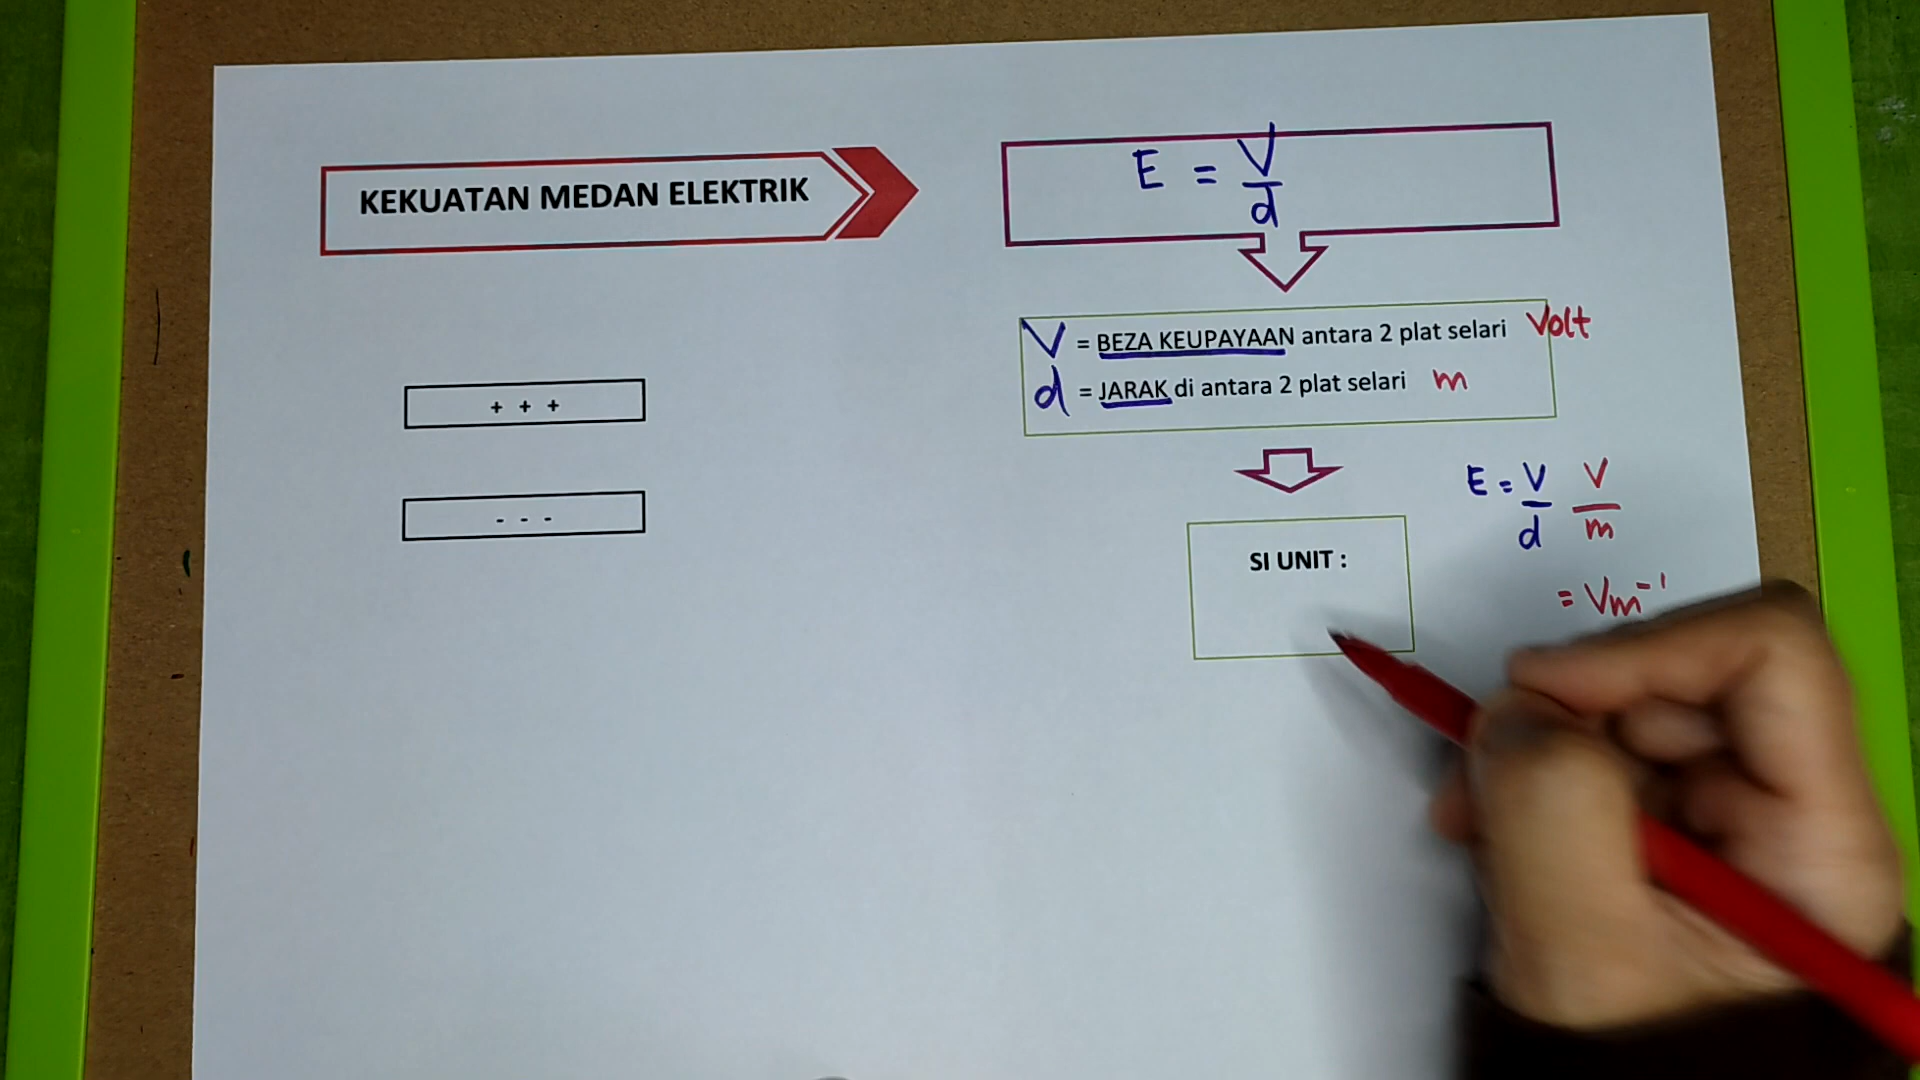 KEKUATAN MEDAN ELEKTRIK
E = V/d
V = BEZA KEUPAYAAN antara 2 plat selari Volt
d = JARAK di antara 2 plat selari m
+ + +
- - -
E = V/d V/m
= Vm⁻¹
SI UNIT :